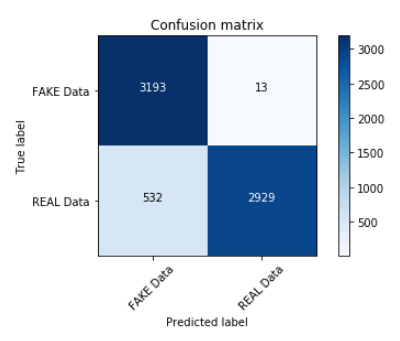 Confusion matrix
3000
FAKE Data
3193
13
2500
2000
True label
1500
REAL Data
532
2929
1000
500
FAKE Data
REAL Data
Predicted label